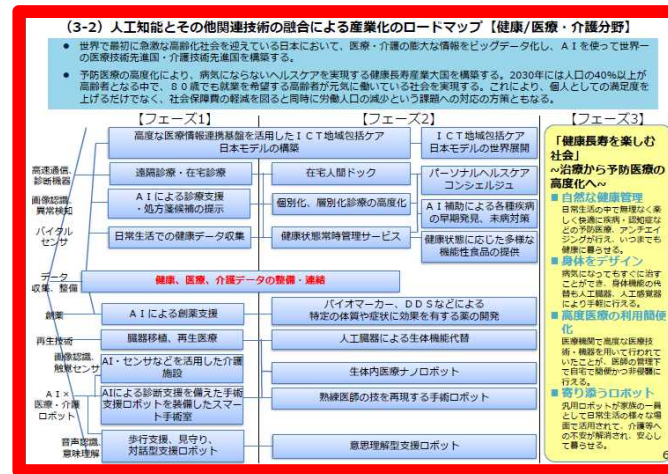 (3-2) 人工知能とその他関連技術の融合による産業化のロードマップ【健康/医療・介護分野】
● 世界で最初に急激な高齢化社会を迎えている日本において、医療・介護の膨大な情報をビッグデータ化し、ＡＩを使って世界一
の医療技術先進国・介護技術先進国を構築する。
● 予防医療の高度化により、病気にならないヘルスケアを実現する健康長寿産業大国を構築する。2030年には人口の40%以上が
高齢者となる中で、８０歳でも就業を希望する高齢者が元気に働いている社会を実現する。これにより、個人としての満足度を
上げるだけでなく、社会保障費の軽減を図ると同時に労働人口の減少という課題への対応の方策ともなる。
【フェーズ1】
【フェーズ2】
【フェーズ3】
高度な医療情報連携基盤を活用したＩＣＴ地域包括ケア
日本モデルの構築
ＩＣＴ地域包括ケア
日本モデルの世界展開
高速通信、
診断機器
遠隔診療・在宅診療
在宅人間ドック
パーソナルヘルスケア
コンシェルジュ
画像認識、
異常検知
ＡＩによる診療支援
・処方箋候補の提示
個別化、層別化診療の高度化
ＡＩ補助による各種疾病
の早期発見、未病対策
バイタル
センサ
日常生活での健康データ収集
健康状態常時管理サービス
健康状態に応じた多様な
機能性食品の提供
データ
収集、整備
健康、医療、介護データの整備・連結
創薬
ＡＩによる創薬支援
バイオマーカー、ＤＤＳなどによる
特定の体質や症状に効果を有する薬の開発
再生技術
臓器移植、再生医療
人工臓器による生体機能代替
画像認識、
触覚センサ
AI・センサなどを活用した介護
施設
生体内医療ナノロボット
ＡＩ×
医療・介護
ロボット
AIによる診断支援を備えた手術
支援ロボットを装備したスマー
ト手術室
熟練医師の技を再現する手術ロボット
音声認識、
意味理解
歩行支援、見守り、
対話型支援ロボット
意思理解型支援ロボット
「健康長寿を楽しむ
社会」
~治療から予防医療の
高度化へ~
■ 自然な健康管理
日常生活の中で無理なく楽
しく快適に疾病・認知症な
どの予防医療、アンチエイ
ジングが行え、いつまでも
健康に暮らせる。
■ 身体をデザイン
病気になってもすぐに治す
ことができ、身体機能の代
替も人工臓器、人工感覚器
により手軽に行える。
■ 高度医療の利用簡便
化
医療機関で高度な医療技
術・機器を用いて行われて
いたことが、医師の管理下
で自宅で簡便かつ非侵襲に
行える。
■ 寄り添うロボット
汎用ロボットが家族の一員
として日常生活の様々な場
面で活用されて、介護等へ
の不安が解消され、安心し
て暮らせる。
6